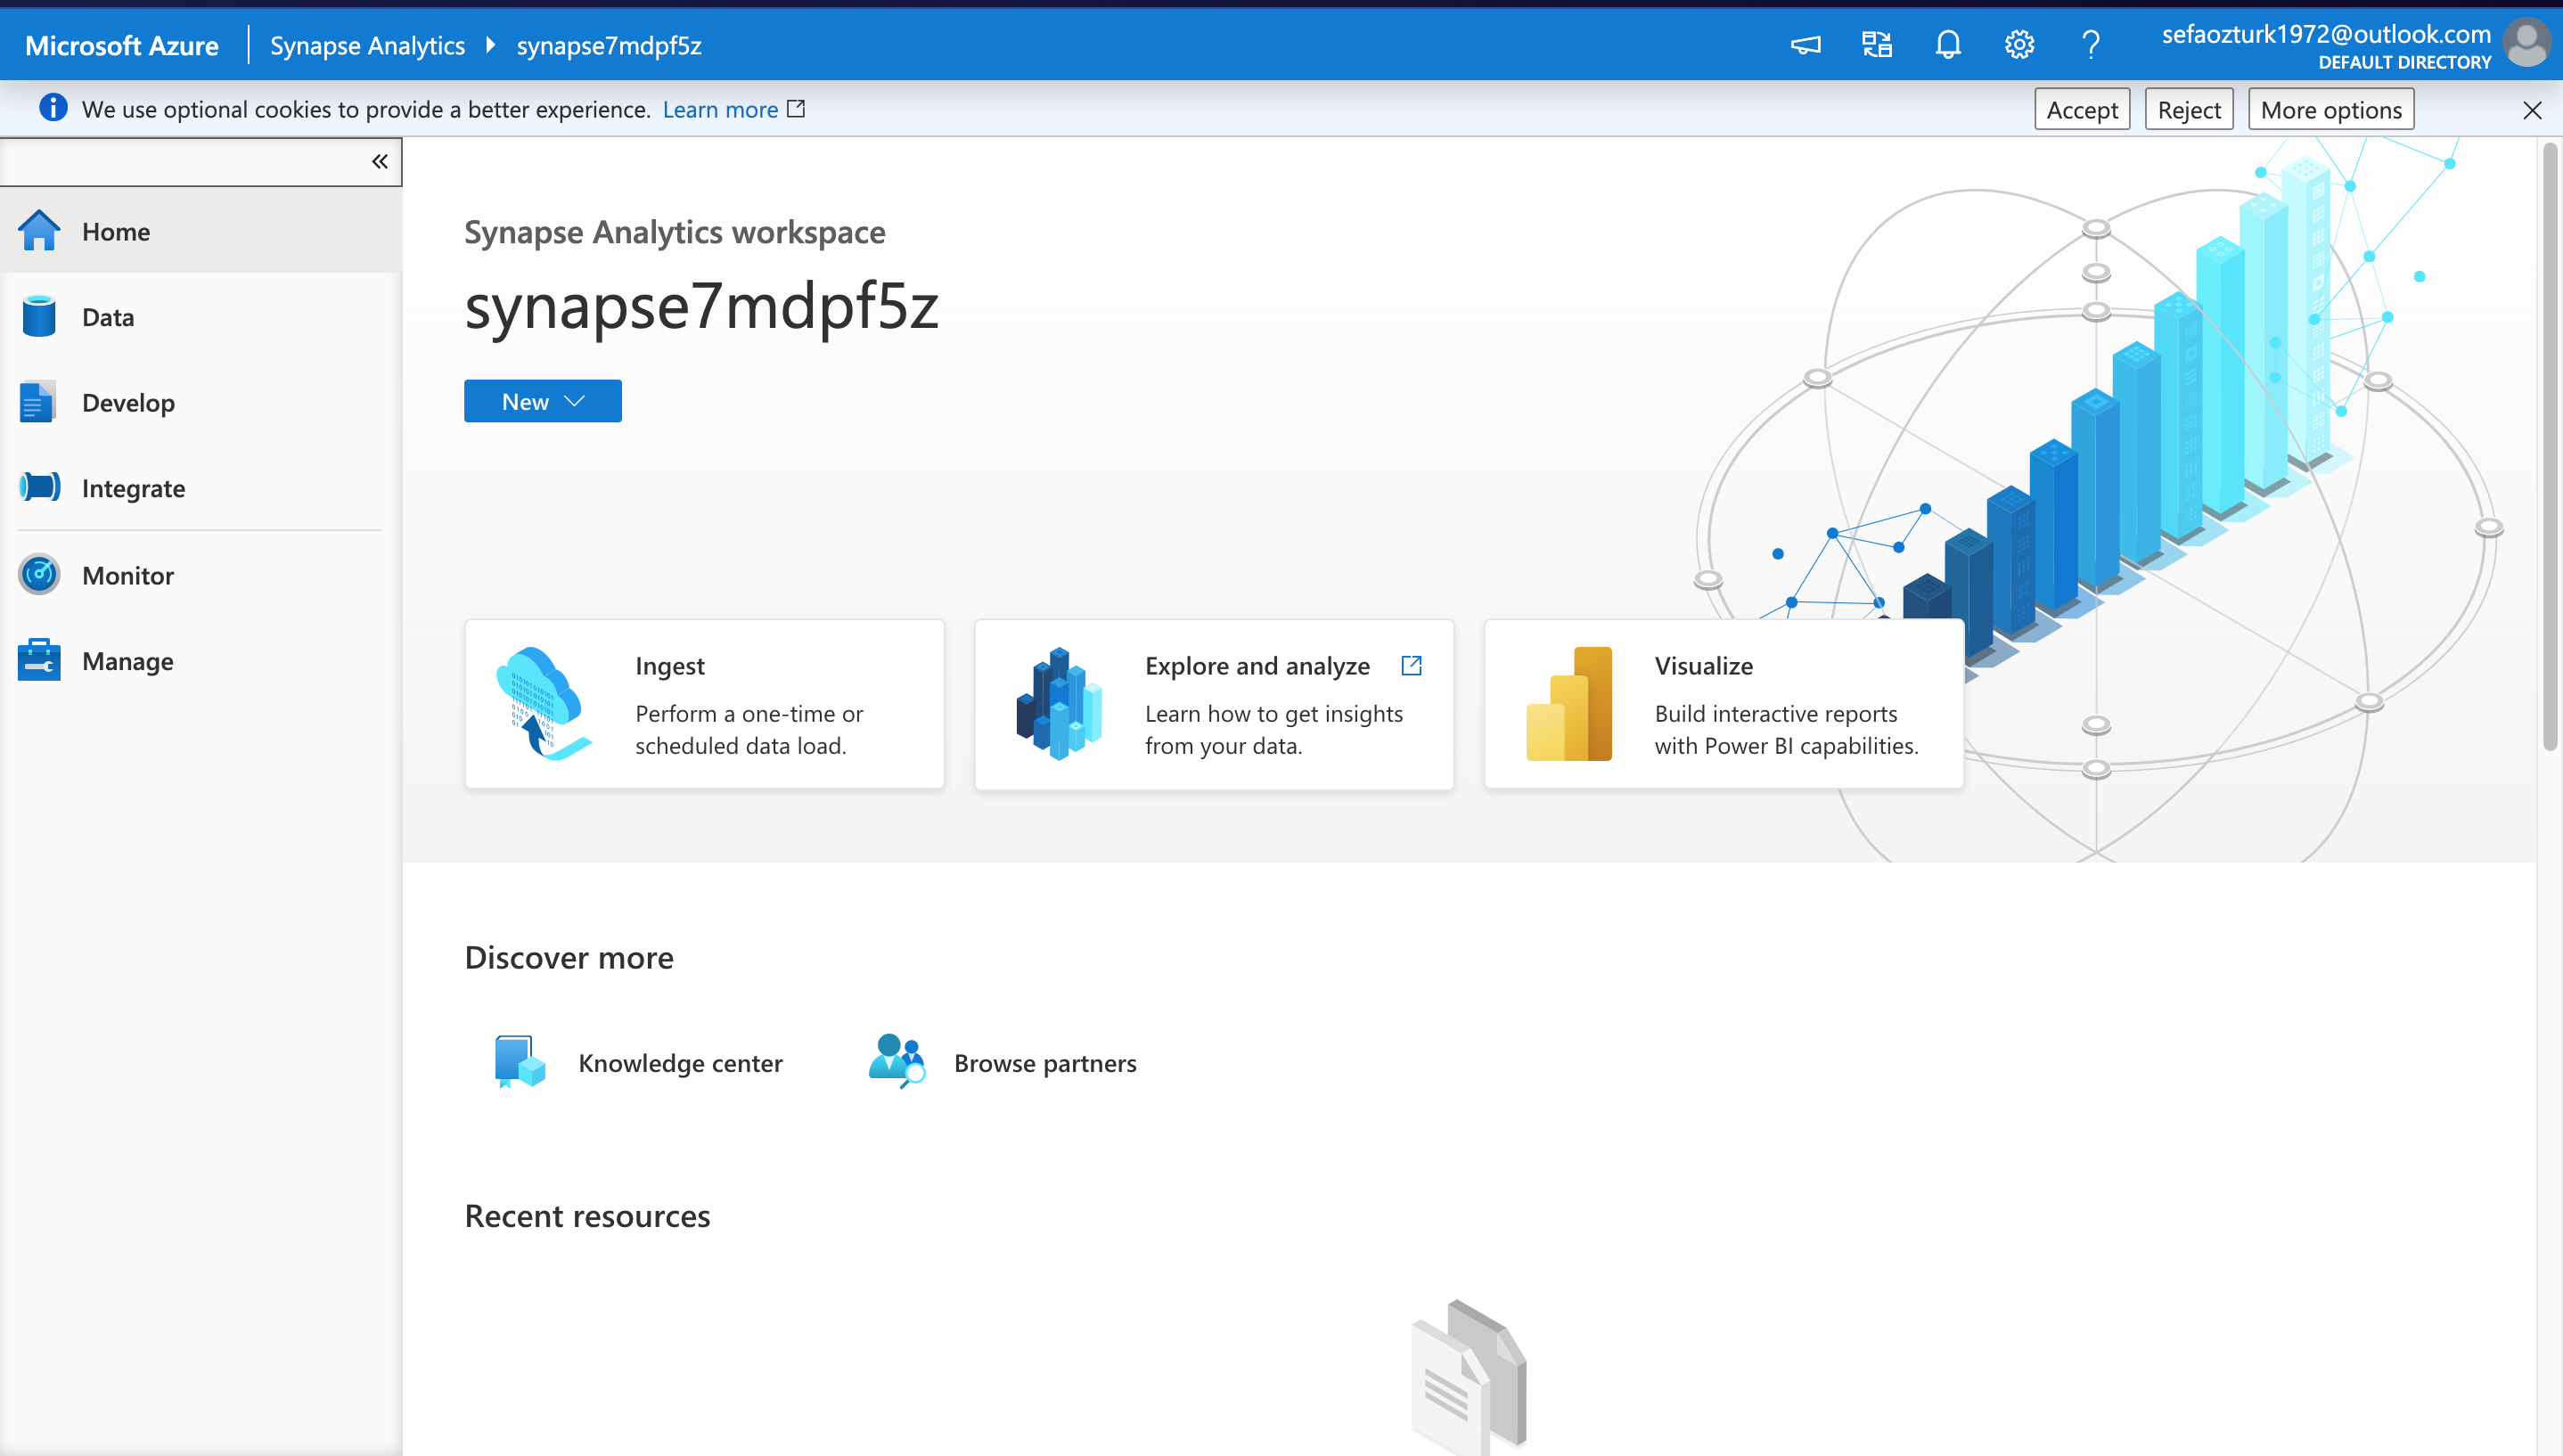 Microsoft Azure
Synapse Analytics
synapse7mdpf5z
sefaozturk1972@outlook.com
DEFAULT DIRECTORY
We use optional cookies to provide a better experience. Learn more
Accept
Reject
More options
Home
Data
Develop
Integrate
Monitor
Manage
Synapse Analytics workspace
synapse7mdpf5z
New
Ingest
Perform a one-time or
scheduled data load.
Explore and analyze
Learn how to get insights
from your data.
Visualize
Build interactive reports
with Power BI capabilities.
Discover more
Knowledge center
Browse partners
Recent resources